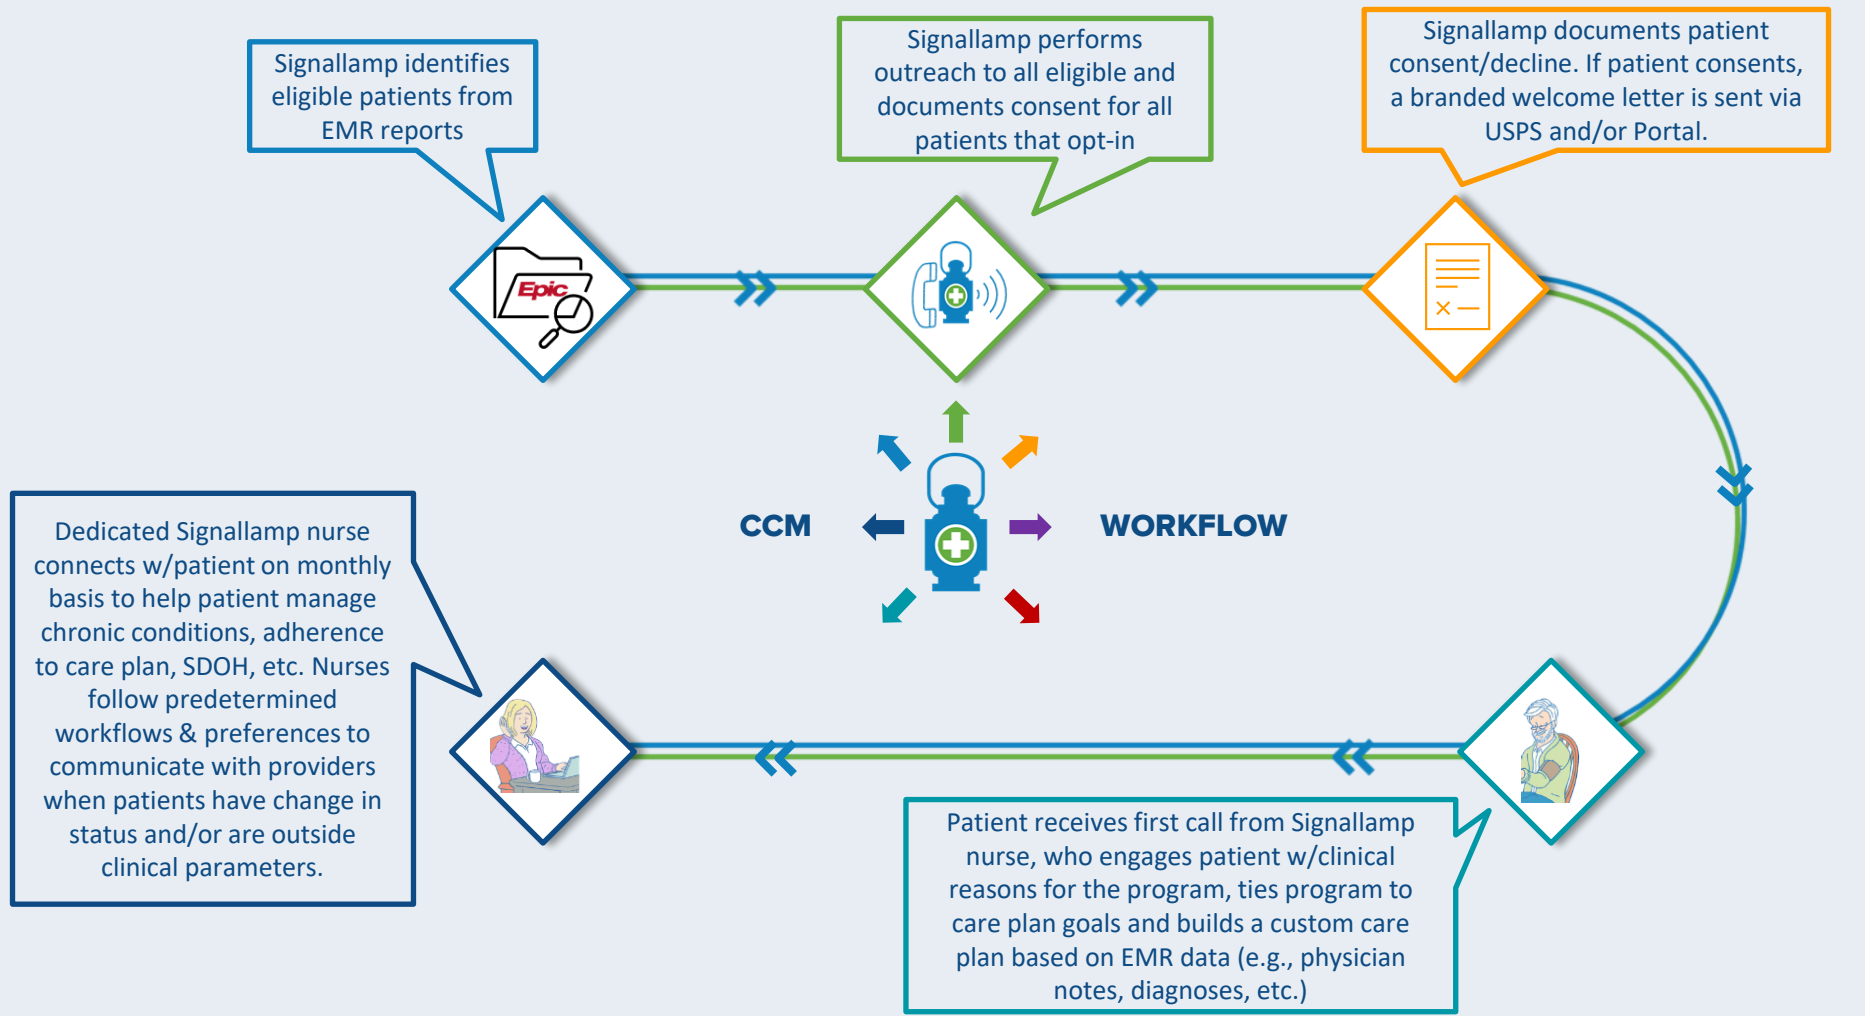 Signallamp identifies
eligible patients from
EMR reports
Signallamp performs
outreach to all eligible and
documents consent for all
patients that opt-in
Signallamp documents patient
consent/decline. If patient consents,
a branded welcome letter is sent via
USPS and/or Portal.
Epic
CCM
WORKFLOW
Dedicated Signallamp nurse
connects w/patient on monthly
basis to help patient manage
chronic conditions, adherence
to care plan, SDOH, etc. Nurses
follow predetermined
workflows & preferences to
communicate with providers
when patients have change in
status and/or are outside
clinical parameters.
Patient receives first call from Signallamp
nurse, who engages patient w/clinical
reasons for the program, ties program to
care plan goals and builds a custom care
plan based on EMR data (e.g., physician
notes, diagnoses, etc.)